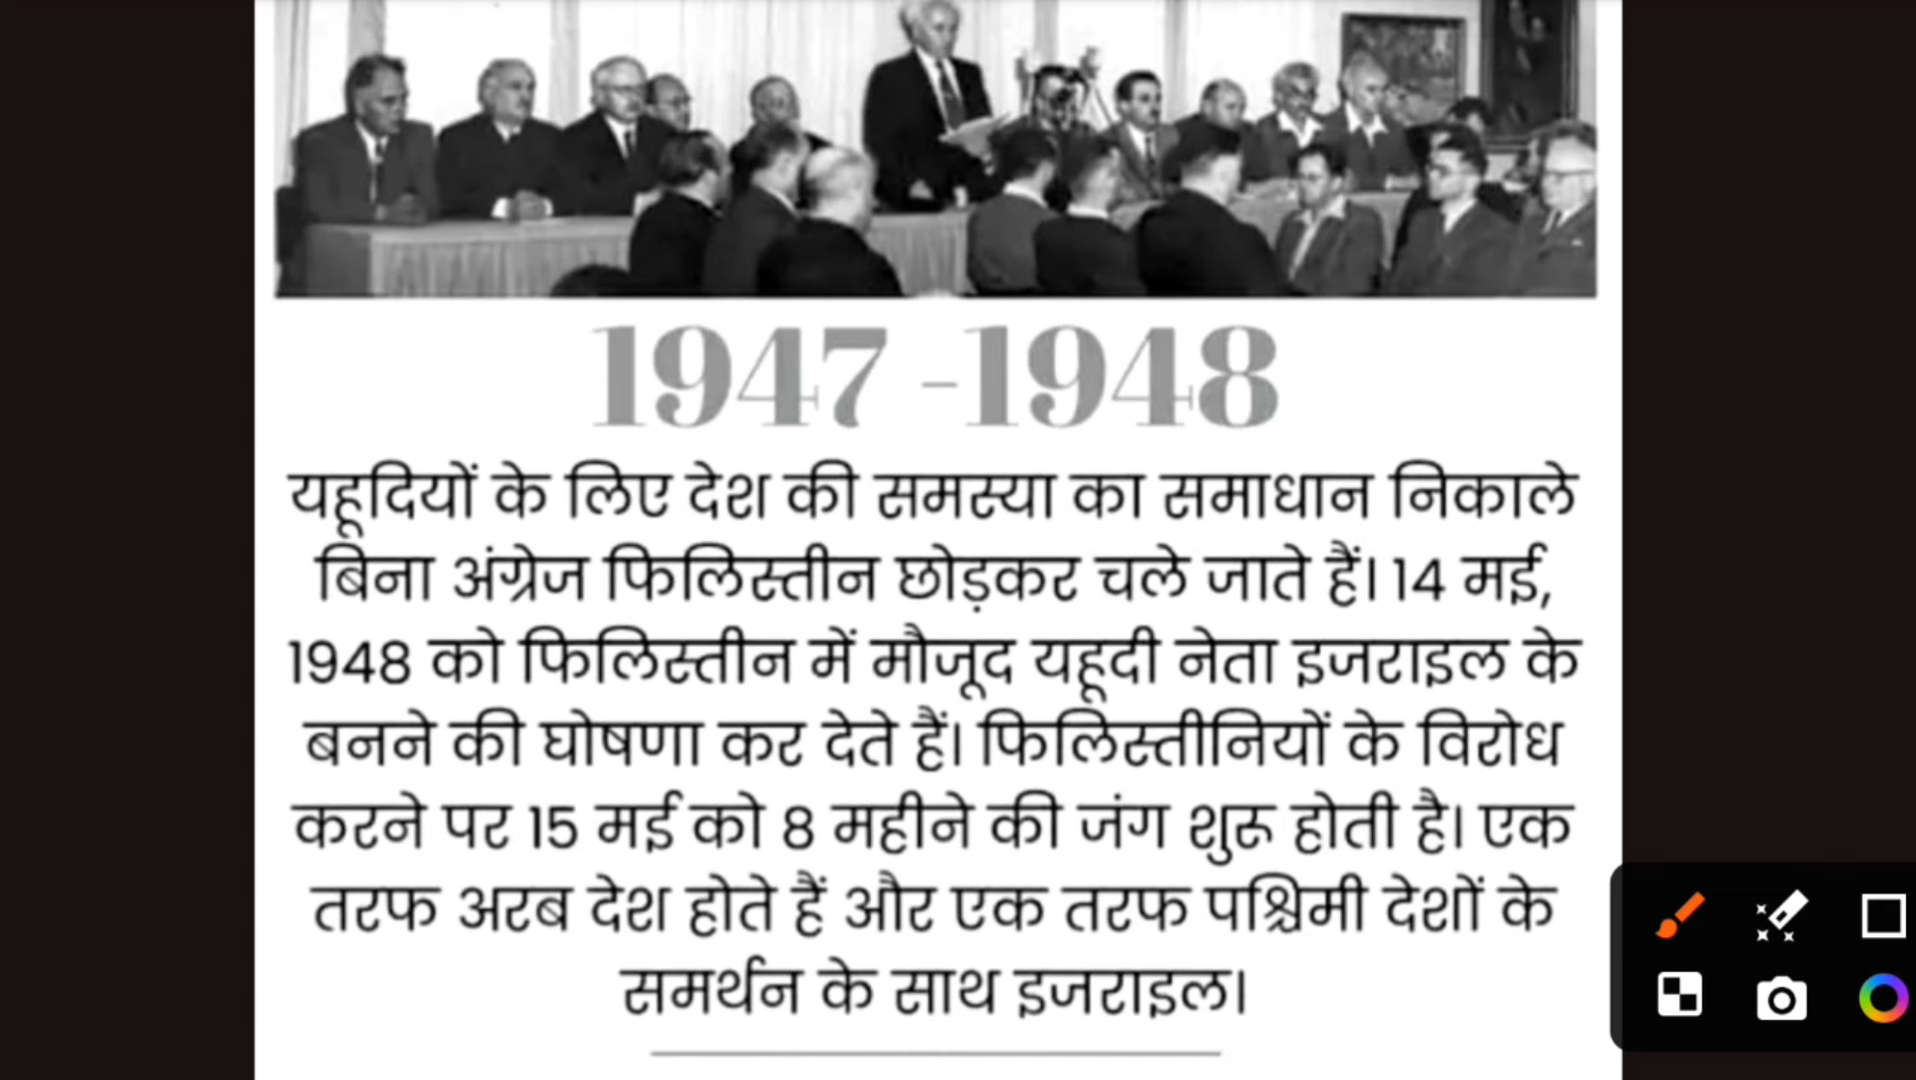 1947 -1948
यहूदियों के लिए देश की समस्या का समाधान निकाले
बिना अंग्रेज फिलिस्तीन छोड़कर चले जाते हैं। 14 मई,
1948 को फिलिस्तीन में मौजूद यहूदी नेता इजराइल के
बनने की घोषणा कर देते हैं। फिलिस्तीनियों के विरोध
करने पर 15 मई को 8 महीने की जंग शुरू होती है। एक
तरफ अरब देश होते हैं और एक तरफ पश्चिमी देशों के
समर्थन के साथ इजराइल।